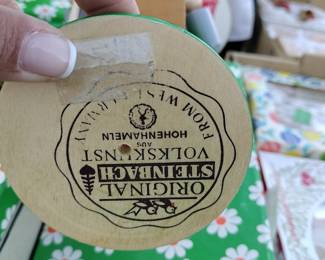 ORIGINAL
STEINBACH
VOLKSKUNST
AUS
HOHENHAMELN
FROM WEST GERMANY